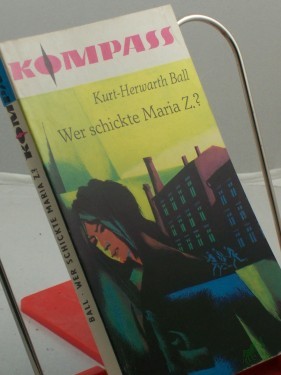 KOMPASS
Kurt-Herwarth Ball
Wer schickte Maria Z.?
BALL · WER SCHICKTE MARIA Z?
KOMPASS